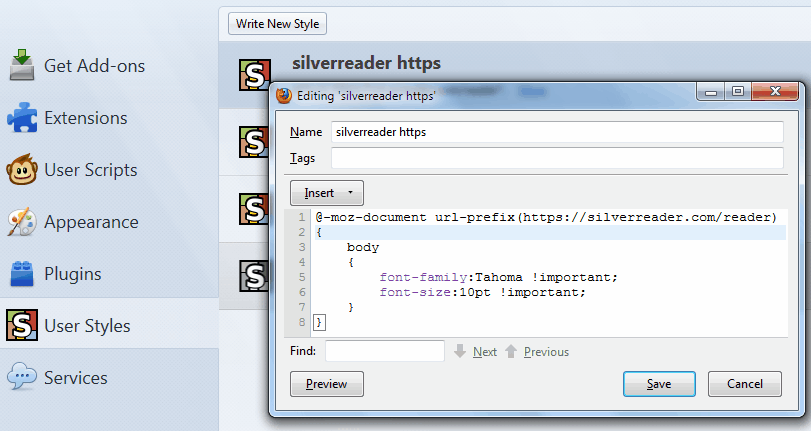 Write New Style
Get Add-ons
Extensions
User Scripts
Appearance
Plugins
User Styles
Services
silverreader https
Editing 'silverreader https'
Name silverreader https
Tags
Insert
1 @-moz-document url-prefix(https://silverreader.com/reader)
2 {
3 body
4 {
5 font-family:Tahoma !important;
6 font-size:10pt !important;
7 }
8 }
Find: Next Previous
Preview Save Cancel